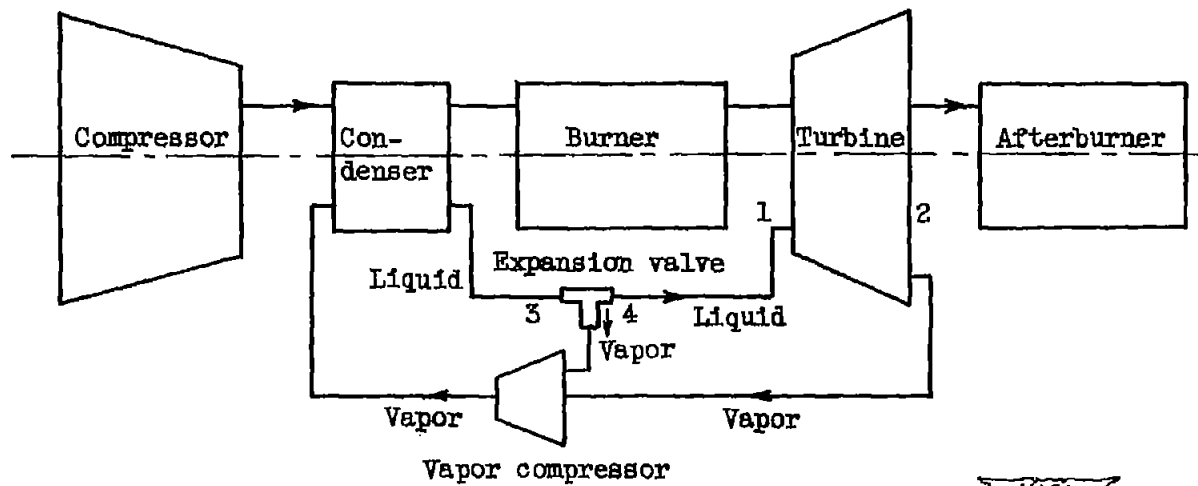 Compressor
Con-
denser
Burner
Turbine
Afterburner
1
2
Liquid
Expansion valve
3
4
Liquid
Vapor
Vapor
Vapor
Vapor compressor